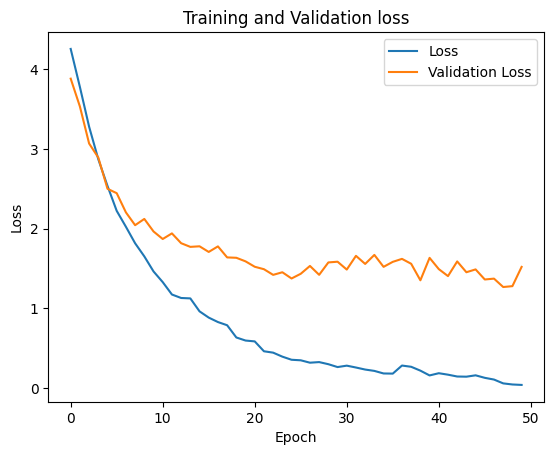 Training and Validation loss
Loss
Validation Loss
Loss
4
3
2
1
0
0 10 20 30 40 50
Epoch